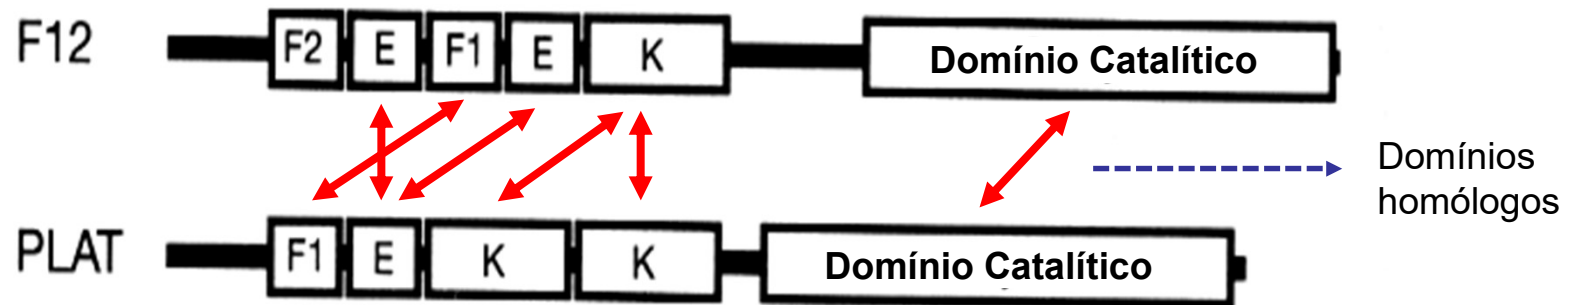 F12 F2 E F1 E K Domínio Catalítico
Domínios
homólogos
PLAT F1 E K K Domínio Catalítico